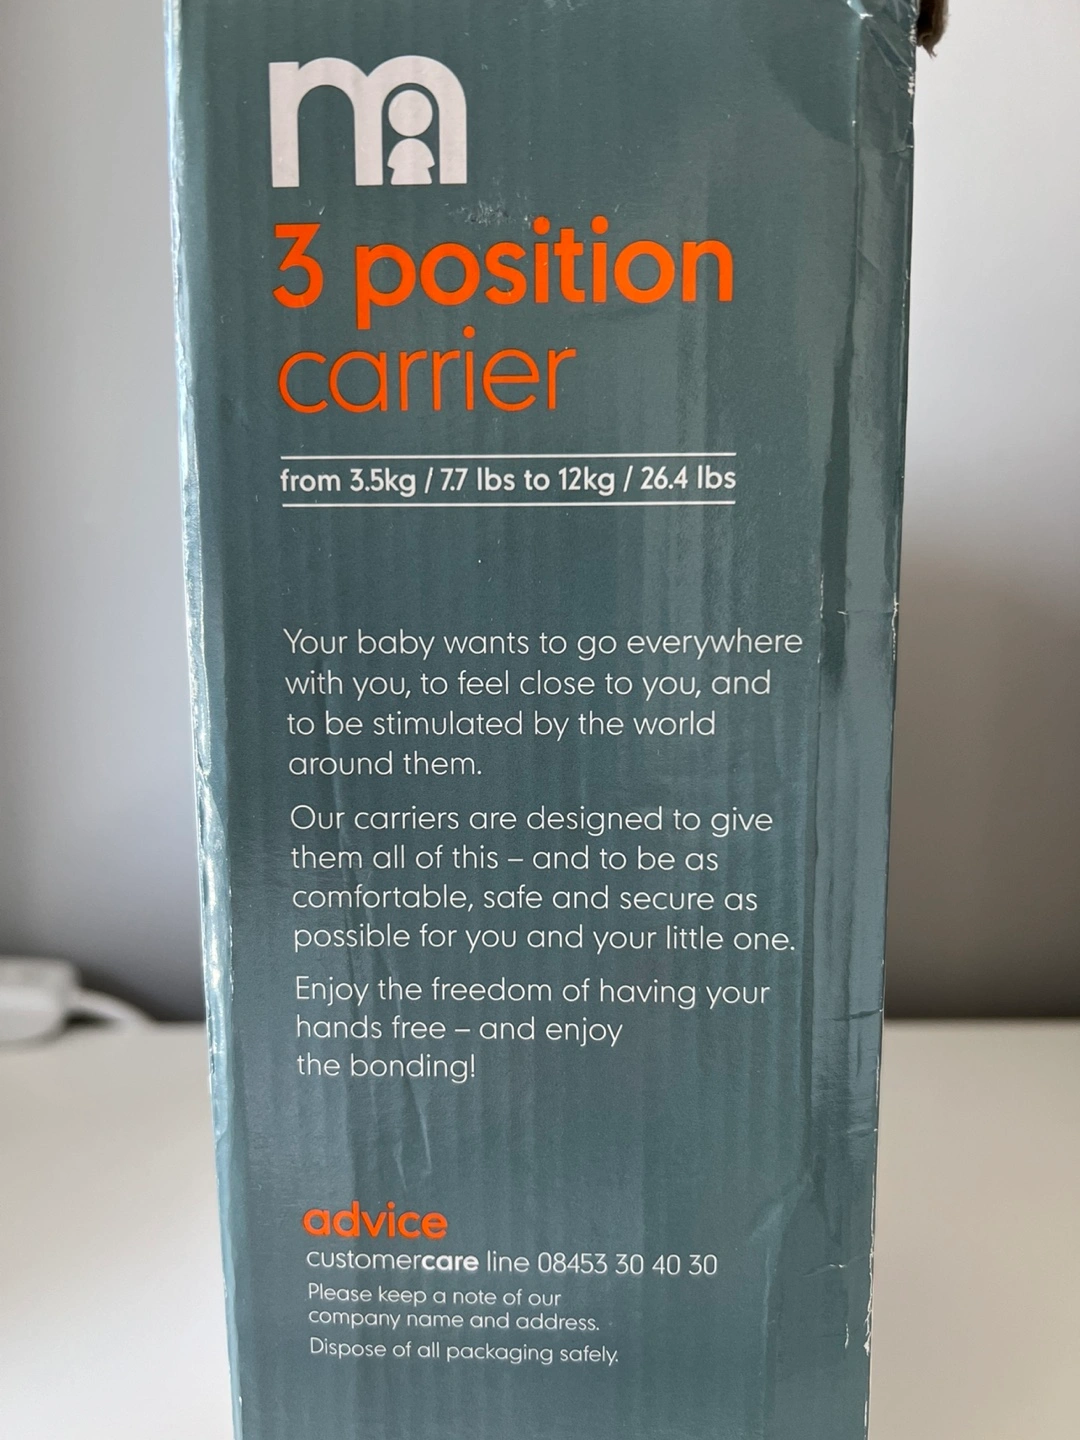 m
3 position
carrier
from 3.5kg / 7.7 lbs to 12kg / 26.4 lbs
Your baby wants to go everywhere
with you, to feel close to you, and
to be stimulated by the world
around them.
Our carriers are designed to give
them all of this – and to be as
comfortable, safe and secure as
possible for you and your little one.
Enjoy the freedom of having your
hands free – and enjoy
the bonding!
advice
customercare line 08453 30 40 30
Please keep a note of our
company name and address.
Dispose of all packaging safely.